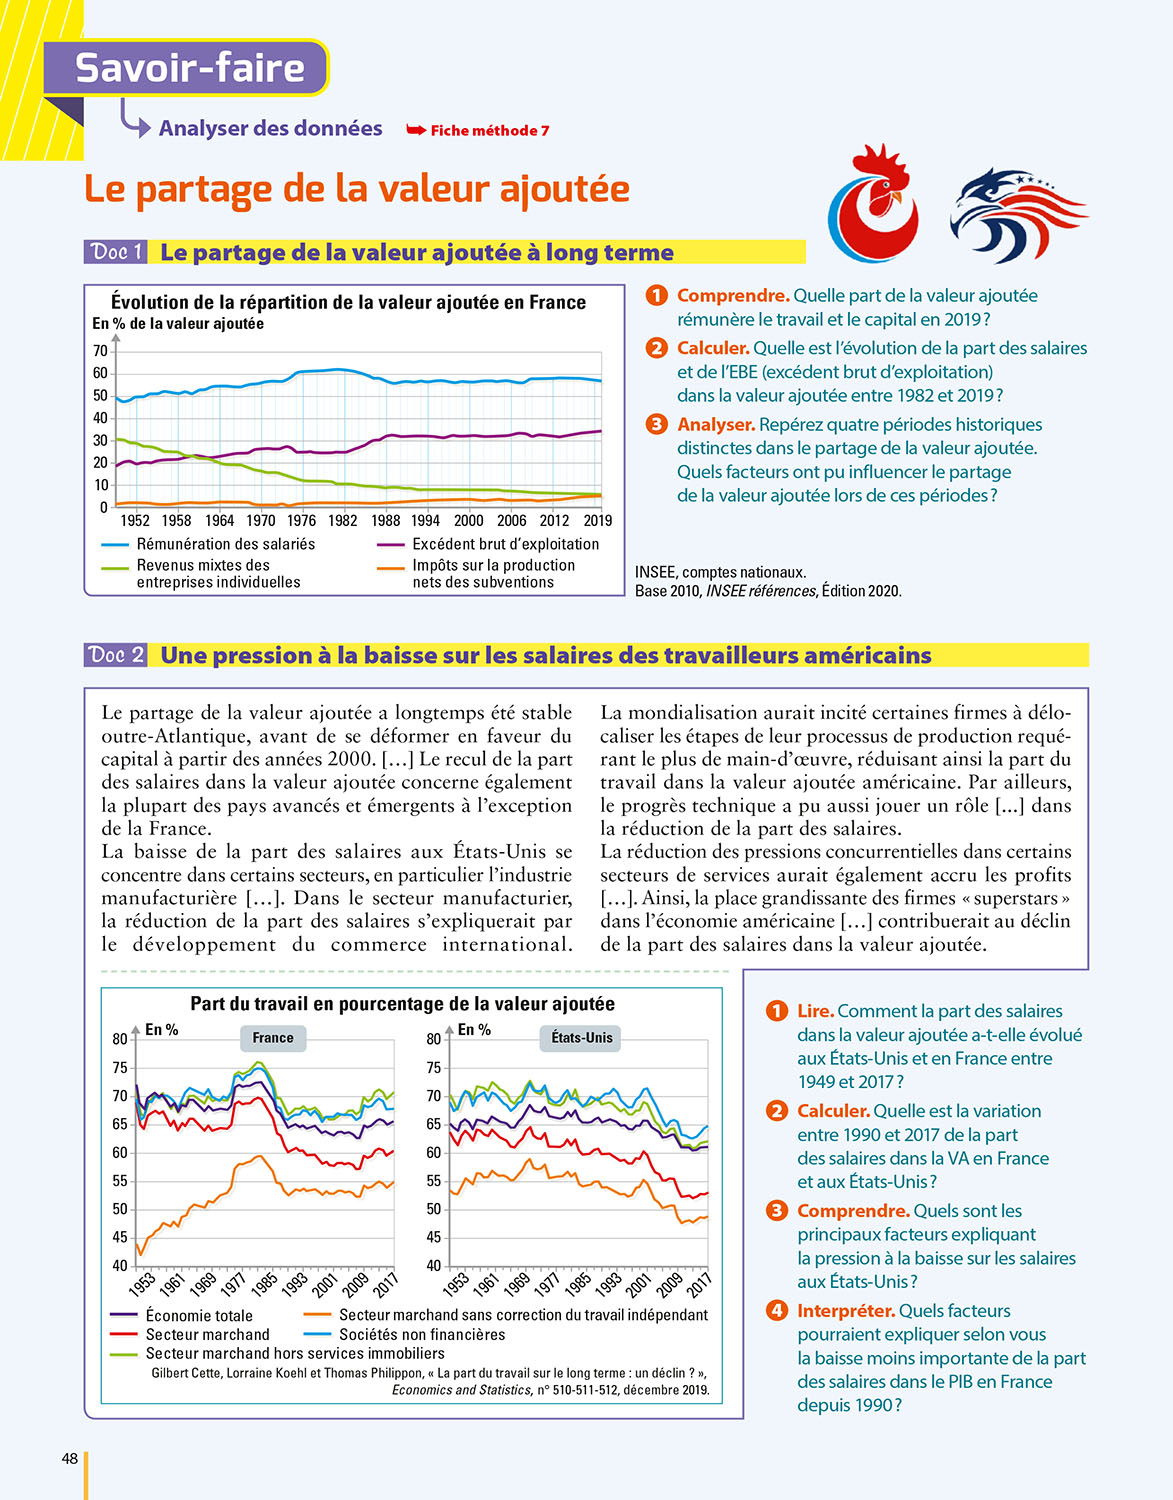 Savoir-faire
Analyser des données ➥ Fiche méthode 7
Le partage de la valeur ajoutée
Doc 1 Le partage de la valeur ajoutée à long terme
Évolution de la répartition de la valeur ajoutée en France
En % de la valeur ajoutée
70
60
50
40
30
20
10
0
1952 1958 1964 1970 1976 1982 1988 1994 2000 2006 2012 2019
Rémunération des salariés
Excédent brut d’exploitation
Revenus mixtes des
entreprises individuelles
Impôts sur la production
nets des subventions
1 Comprendre. Quelle part de la valeur ajoutée
rémunère le travail et le capital en 2019 ?
2 Calculer. Quelle est l’évolution de la part des salaires
et de l’EBE (excédent brut d’exploitation)
dans la valeur ajoutée entre 1982 et 2019 ?
3 Analyser. Repérez quatre périodes historiques
distinctes dans le partage de la valeur ajoutée.
Quels facteurs ont pu influencer le partage
de la valeur ajoutée lors de ces périodes ?
INSEE, comptes nationaux.
Base 2010, INSEE références, Édition 2020.
Doc 2 Une pression à la baisse sur les salaires des travailleurs américains
Le partage de la valeur ajoutée a longtemps été stable
outre-Atlantique, avant de se déformer en faveur du
capital à partir des années 2000. […] Le recul de la part
des salaires dans la valeur ajoutée concerne également
la plupart des pays avancés et émergents à l’exception
de la France.
La baisse de la part des salaires aux États-Unis se
concentre dans certains secteurs, en particulier l’industrie
manufacturière […]. Dans le secteur manufacturier,
la réduction de la part des salaires s’expliquerait par
le développement du commerce international.
La mondialisation aurait incité certaines firmes à délo-
caliser les étapes de leur processus de production requé-
rant le plus de main-d’œuvre, réduisant ainsi la part du
travail dans la valeur ajoutée américaine. Par ailleurs,
le progrès technique a pu aussi jouer un rôle [...] dans
la réduction de la part des salaires.
La réduction des pressions concurrentielles dans certains
secteurs de services aurait également accru les profits
[…]. Ainsi, la place grandissante des firmes « superstars »
dans l’économie américaine […] contribuerait au déclin
de la part des salaires dans la valeur ajoutée.
Part du travail en pourcentage de la valeur ajoutée
En %
France
80
75
70
65
60
55
50
45
40
1953 1961 1969 1977 1985 1993 2001 2009 2017
En %
États-Unis
80
75
70
65
60
55
50
45
40
1953 1961 1969 1977 1985 1993 2001 2009 2017
Économie totale
Secteur marchand sans correction du travail indépendant
Secteur marchand
Sociétés non financières
Secteur marchand hors services immobiliers
Gilbert Cette, Lorraine Koehl et Thomas Philippon, « La part du travail sur le long terme : un déclin ? »,
Economics and Statistics, n° 510-511-512, décembre 2019.
1 Lire. Comment la part des salaires
dans la valeur ajoutée a-t-elle évolué
aux États-Unis et en France entre
1949 et 2017 ?
2 Calculer. Quelle est la variation
entre 1990 et 2017 de la part
des salaires dans la VA en France
et aux États-Unis ?
3 Comprendre. Quels sont les
principaux facteurs expliquant
la pression à la baisse sur les salaires
aux États-Unis ?
4 Interpréter. Quels facteurs
pourraient expliquer selon vous
la baisse moins importante de la part
des salaires dans le PIB en France
depuis 1990 ?
48